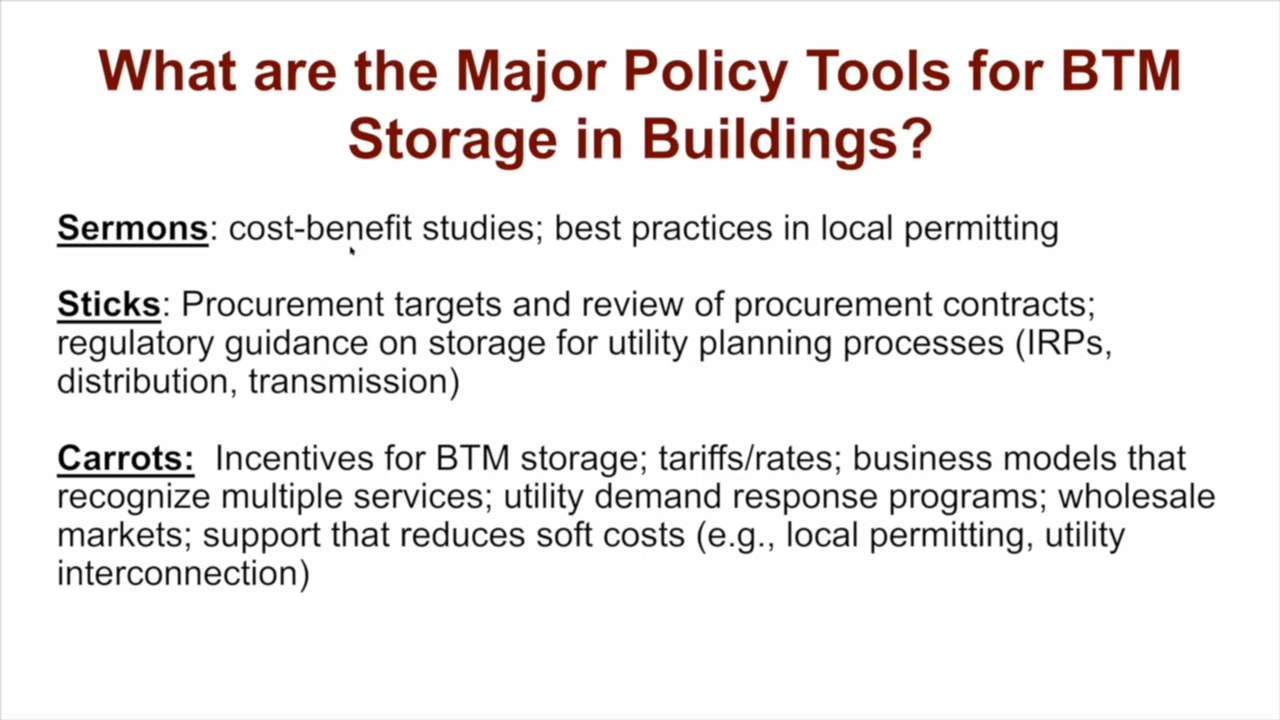 What are the Major Policy Tools for BTM
Storage in Buildings?
Sermons: cost-benefit studies; best practices in local permitting
Sticks: Procurement targets and review of procurement contracts;
regulatory guidance on storage for utility planning processes (IRPs,
distribution, transmission)
Carrots: Incentives for BTM storage; tariffs/rates; business models that
recognize multiple services; utility demand response programs; wholesale
markets; support that reduces soft costs (e.g., local permitting, utility
interconnection)